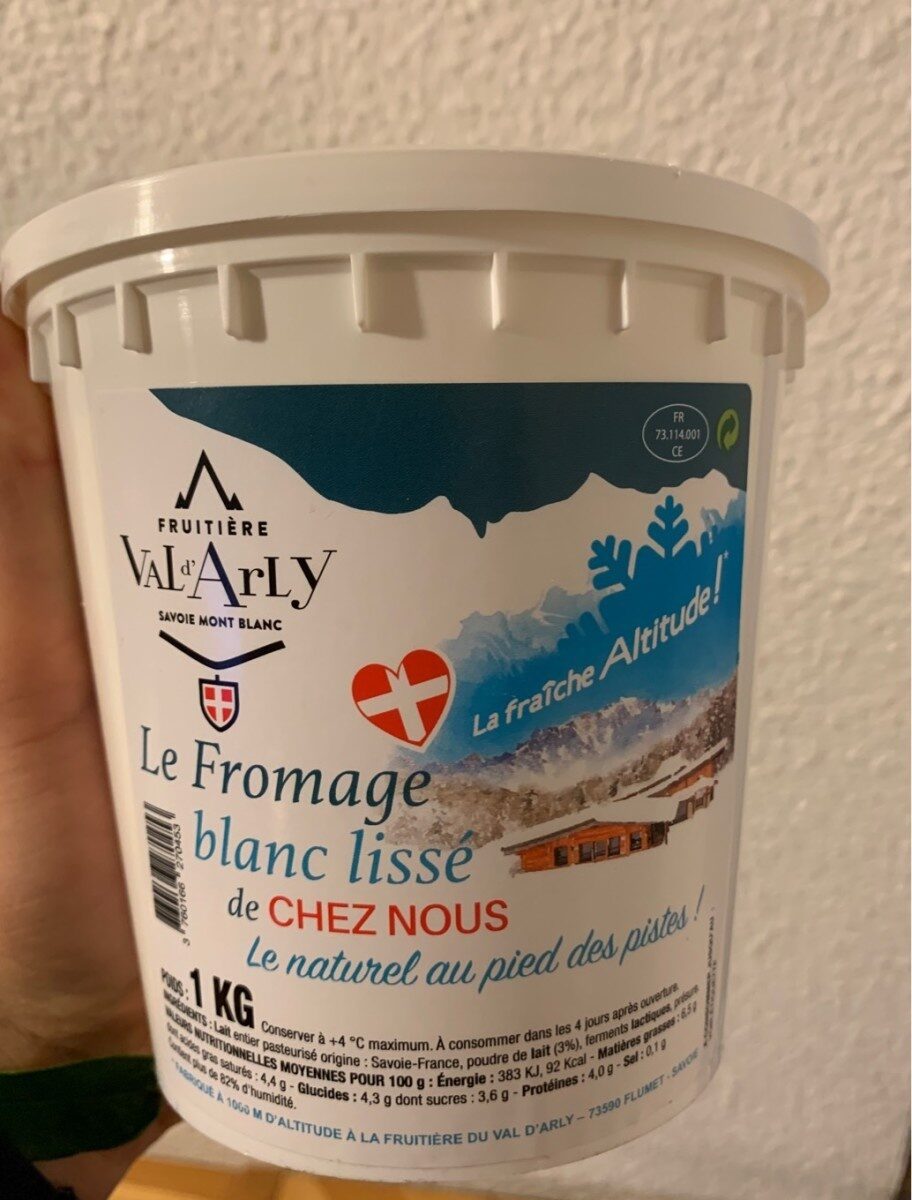 FR
73.114.001
CE
FRUITIÈRE
VAL d'ARLY
SAVOIE MONT BLANC
La fraîche Altitude !*
Le Fromage
blanc lissé
de CHEZ NOUS
Le naturel au pied des pistes !
3 760166 270453
POIDS : 1 KG
Conserver à +4 °C maximum. À consommer dans les 4 jours après ouverture.
INGRÉDIENTS : Lait entier pasteurisé origine : Savoie-France, poudre de lait (3%), ferments lactiques, présure.
VALEURS NUTRITIONNELLES MOYENNES POUR 100 g : Énergie : 383 KJ, 92 Kcal - Matières grasses : 6,5 g
dont acides gras saturés : 4,4 g - Glucides : 4,3 g dont sucres : 3,6 g - Protéines : 4,0 g - Sel : 0,1 g
Contient plus de 82% d'humidité.
FABRIQUÉ À 1000 M D'ALTITUDE À LA FRUITIÈRE DU VAL D'ARLY – 73590 FLUMET - SAVOIE